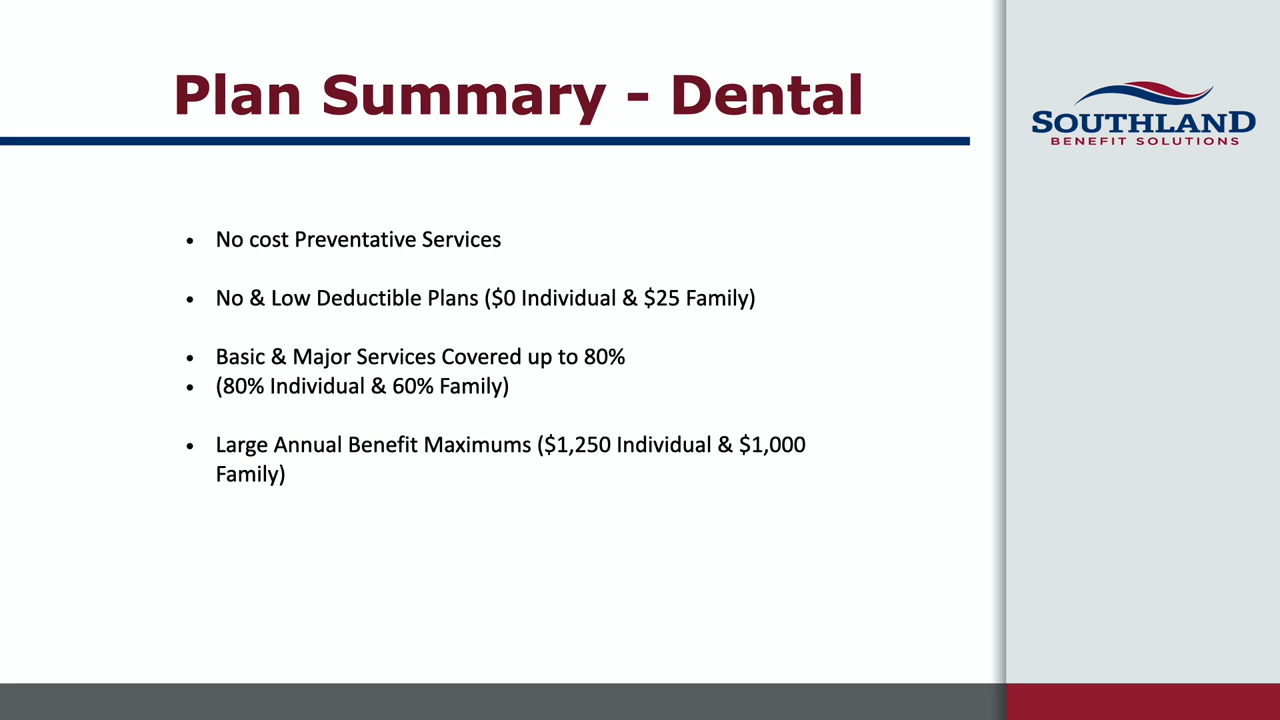 Plan Summary - Dental
SOUTHLAND
BENEFIT SOLUTIONS
• No cost Preventative Services
• No & Low Deductible Plans ($0 Individual & $25 Family)
• Basic & Major Services Covered up to 80%
• (80% Individual & 60% Family)
• Large Annual Benefit Maximums ($1,250 Individual & $1,000
Family)